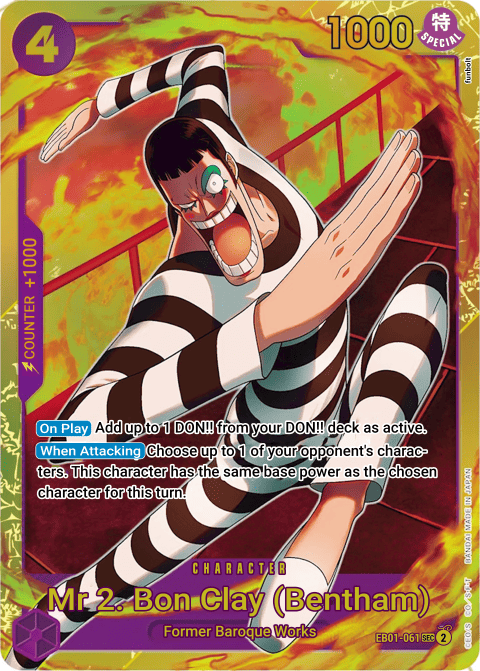 4
1000
特
SPECIAL
funbolt
COUNTER +1000
On Play Add up to 1 DON!! from your DON!! deck as active.
When Attacking Choose up to 1 of your opponent's charac-
ters. This character has the same base power as the chosen
character for this turn.
CHARACTER
Mr 2. Bon Clay (Bentham)
Former Baroque Works
EB01-061 SEC 2
BANDAI MADE IN JAPAN